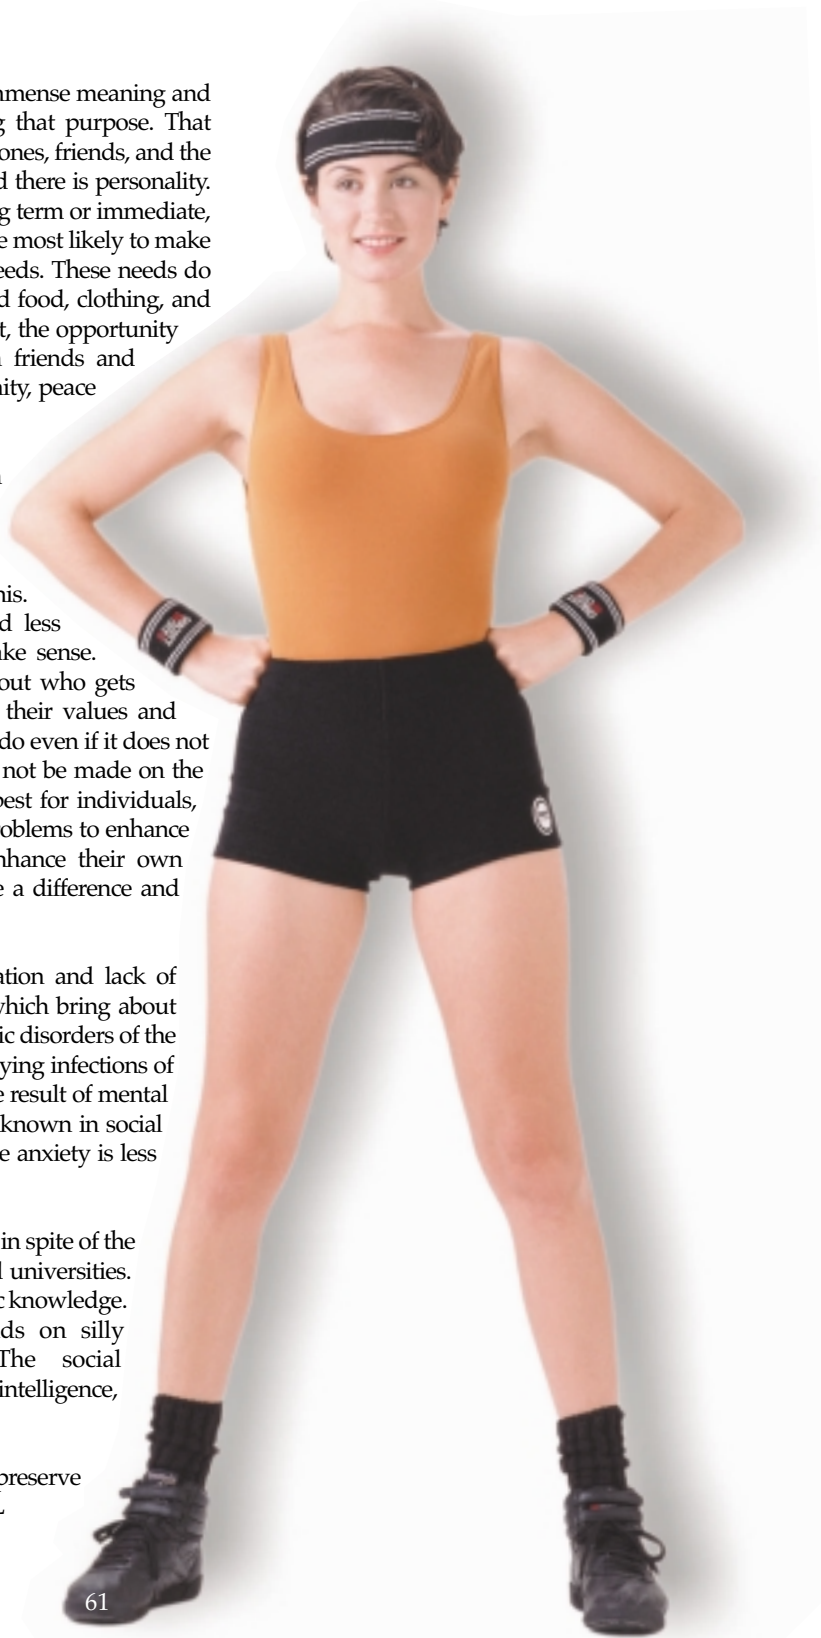 mmense meaning and
g that purpose. That
ones, friends, and the
d there is personality.
g term or immediate,
e most likely to make
eeds. These needs do
d food, clothing, and
t, the opportunity
friends and
ity, peace
his.
d less
ke sense.
out who gets
their values and
do even if it does not
not be made on the
best for individuals,
oblems to enhance
nhance their own
e a difference and
ation and lack of
which bring about
ic disorders of the
ying infections of
e result of mental
known in social
e anxiety is less
in spite of the
l universities.
c knowledge.
ds on silly
The social
intelligence,
preserve
61